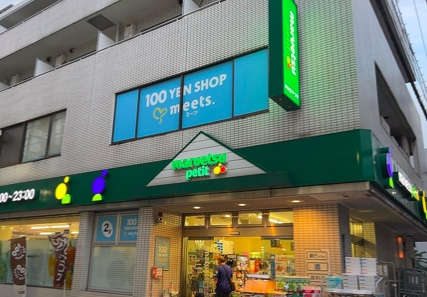 100 YEN SHOP
meets.
ミーツ
maruetsu
petit
00~23:00
2